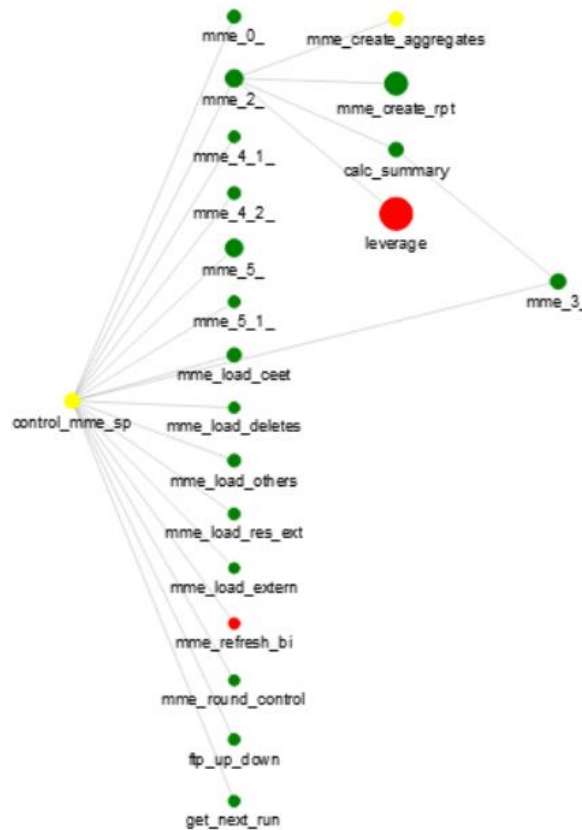 mme_0_
mme_create_aggregates
mme_2_
mme_create_rpt
mme_4_1_
calc_summary
mme_4_2_
leverage
mme_5_
mme_3_
mme_5_1_
mme_load_ceet
control_mme_sp
mme_load_deletes
mme_load_others
mme_load_res_ext
mme_load_extern
mme_refresh_bi
mme_round_control
ftp_up_down
get_next_run